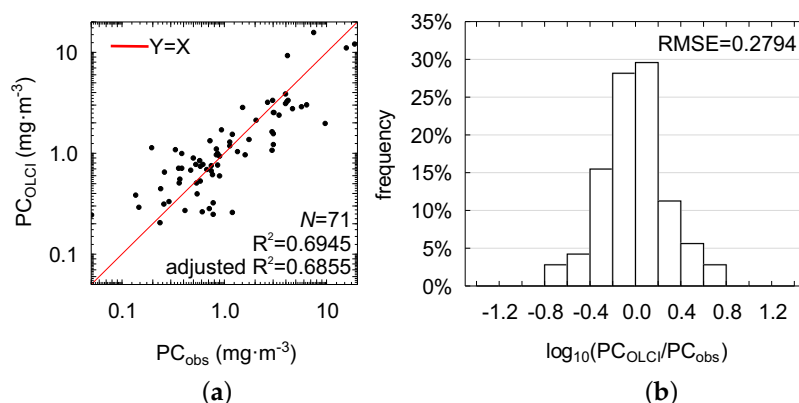 Y=X
10
1.0
0.1
PC_OLCI (mg·m⁻³)
N=71
R²=0.6945
adjusted R²=0.6855
0.1 1.0 10
PC_obs (mg·m⁻³)
(a)
35%
30%
25%
20%
15%
10%
5%
0%
frequency
RMSE=0.2794
-1.2 -0.8 -0.4 0.0 0.4 0.8 1.2
log₁₀(PC_OLCI/PC_obs)
(b)